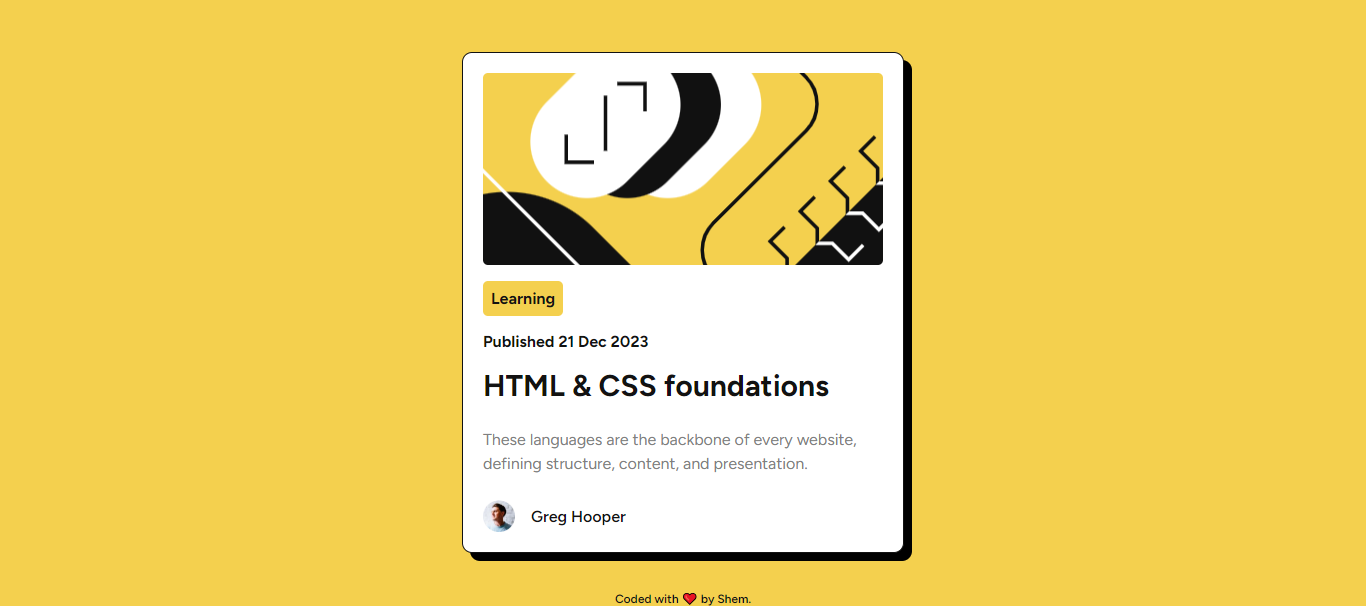 Learning
Published 21 Dec 2023
HTML & CSS foundations
These languages are the backbone of every website,
defining structure, content, and presentation.
Greg Hooper
Coded with ❤️ by Shem.